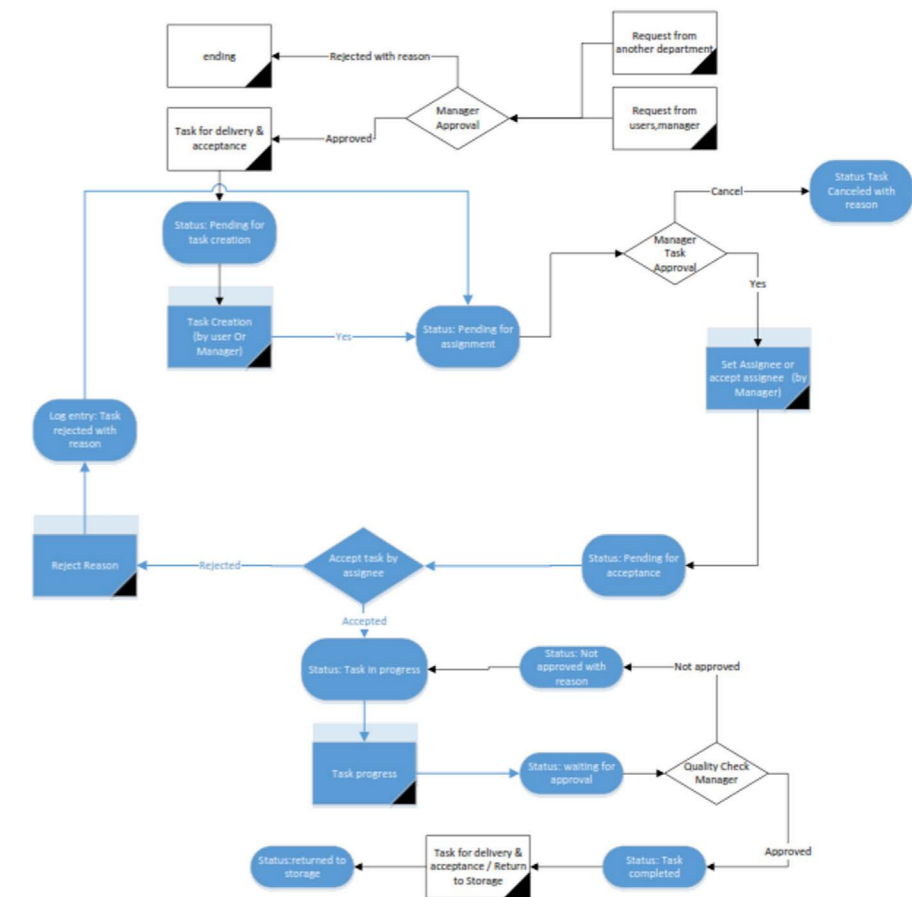 ending
Rejected with reason
Request from
another department
Manager
Approval
Request from
users,manager
Task for delivery &
acceptance
Approved
Status Task
Canceled with
reason
Cancel
Status: Pending for
task creation
Manager
Task
Approval
Yes
Task Creation
(by user Or
Manager)
Yes
Status: Pending for
assignment
Set Assignee or
accept assignee (by
Manager)
Log entry: Task
rejected with
reason
Reject Reason
Rejected
Accept task by
assignee
Status: Pending for
acceptance
Accepted
Status: Task in progress
Status: Not
approved with
reason
Not approved
Task progress
Status: waiting for
approval
Quality Check
Manager
Approved
Status:returned to
storage
Task for delivery &
acceptance / Return
to Storage
Status: Task
completed